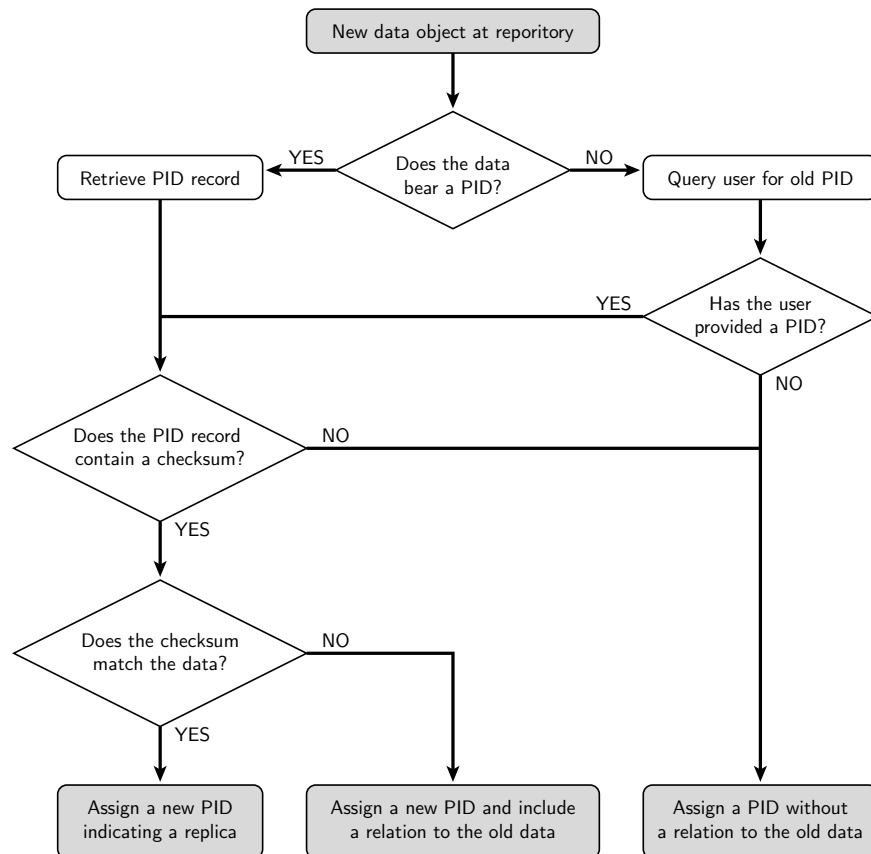 New data object at reporitory
YES
NO
Retrieve PID record
Does the data
bear a PID?
Query user for old PID
YES
Has the user
provided a PID?
NO
Does the PID record
contain a checksum?
NO
YES
Does the checksum
match the data?
NO
YES
Assign a new PID
indicating a replica
Assign a new PID and include
a relation to the old data
Assign a PID without
a relation to the old data